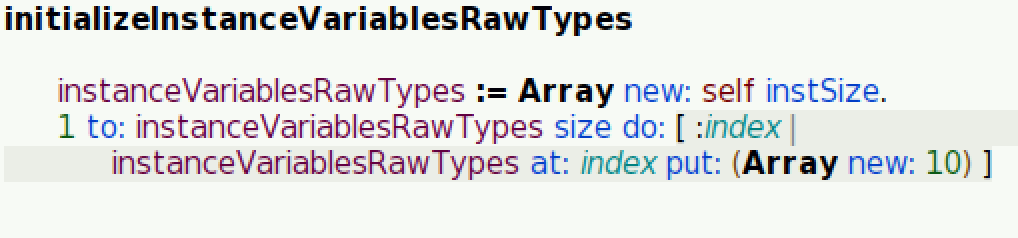 initializeInstanceVariablesRawTypes
instanceVariablesRawTypes := Array new: self instSize.
1 to: instanceVariablesRawTypes size do: [ :index |
instanceVariablesRawTypes at: index put: (Array new: 10) ]